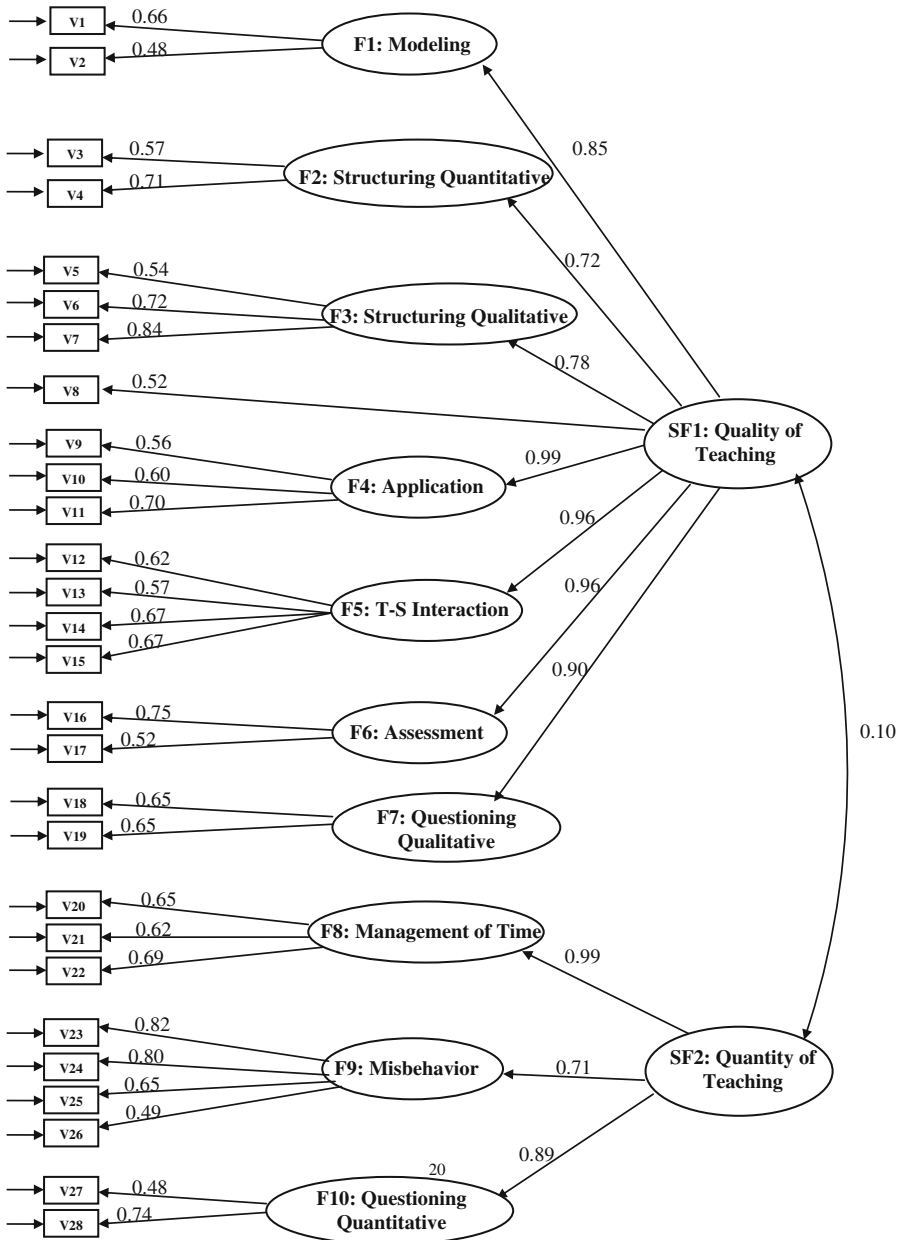 V1
0.66
F1: Modeling
V2
0.48
V3
0.57
0.85
F2: Structuring Quantitative
V4
0.71
0.72
V5
0.54
V6
0.72
F3: Structuring Qualitative
V7
0.84
0.78
V8
0.52
SF1: Quality of
Teaching
V9
0.56
0.99
V10
0.60
F4: Application
V11
0.70
0.96
V12
0.62
V13
0.57
0.96
F5: T-S Interaction
V14
0.67
V15
0.67
0.90
V16
0.75
F6: Assessment
V17
0.52
0.10
V18
0.65
F7: Questioning
Qualitative
V19
0.65
V20
0.65
F8: Management of Time
V21
0.62
V22
0.69
0.99
V23
0.82
SF2: Quantity of
Teaching
V24
0.80
F9: Misbehavior
0.71
V25
0.65
V26
0.49
0.89
20
V27
0.48
F10: Questioning
Quantitative
V28
0.74